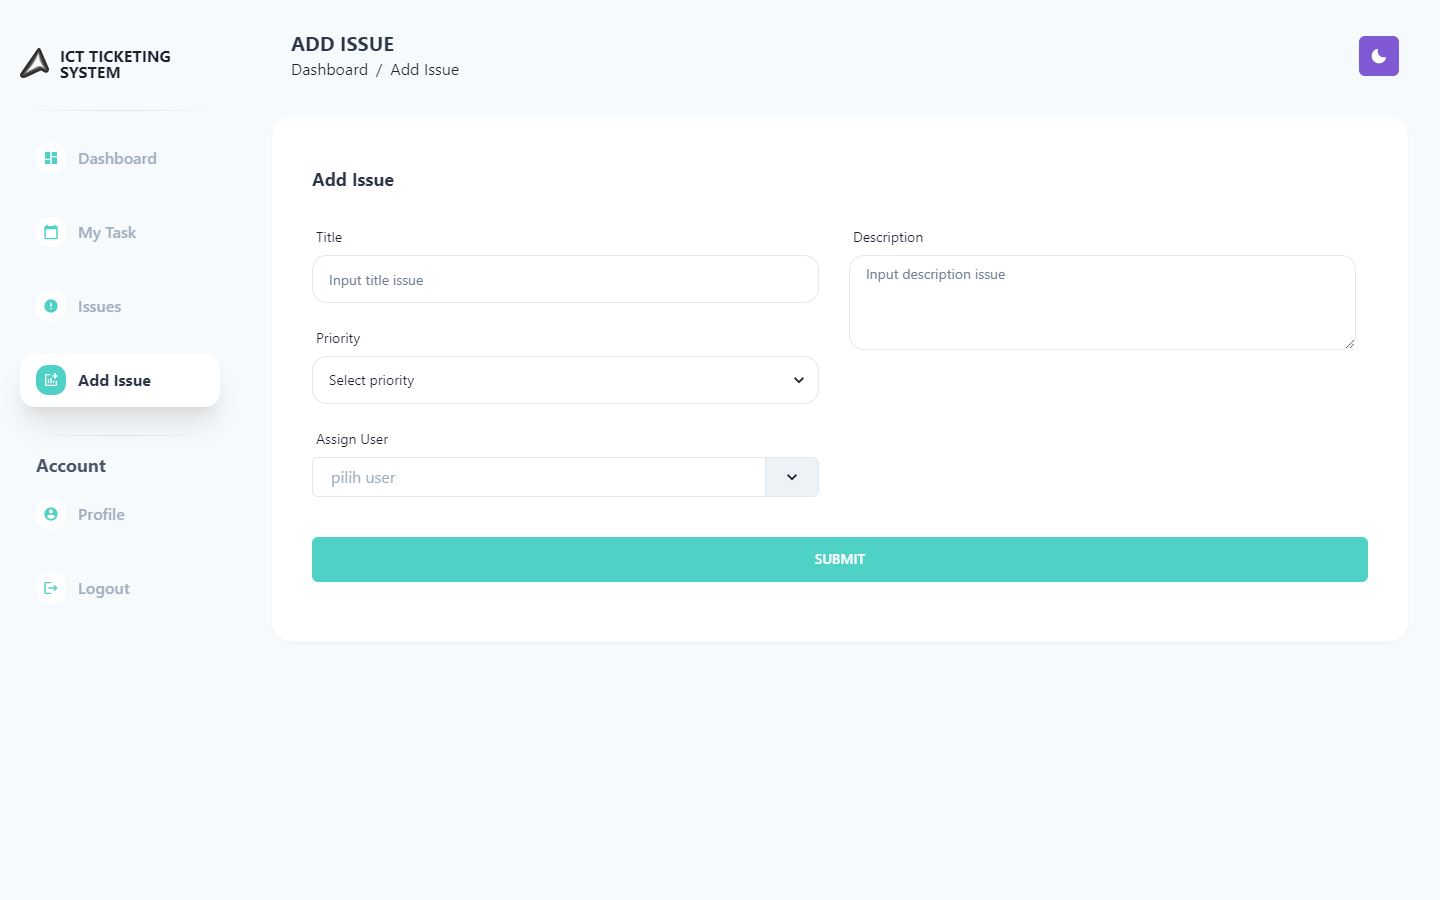 ICT TICKETING
SYSTEM
Dashboard
My Task
Issues
Add Issue
Account
Profile
Logout
ADD ISSUE
Dashboard / Add Issue
Add Issue
Title
Input title issue
Description
Input description issue
Priority
Select priority
Assign User
pilih user
SUBMIT